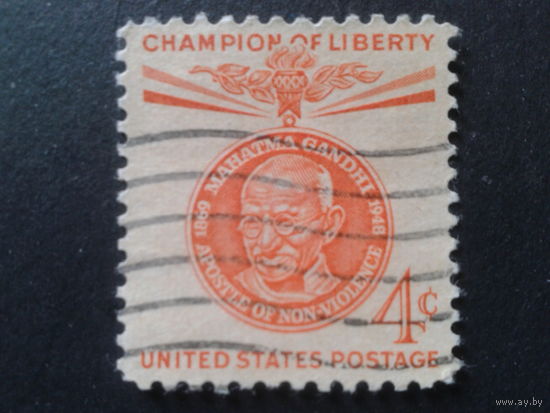 CHAMPION OF LIBERTY
1869 MAHATMA GANDHI 1948
APOSTLE OF NON-VIOLENCE
4¢
UNITED STATES POSTAGE
www.ay.by